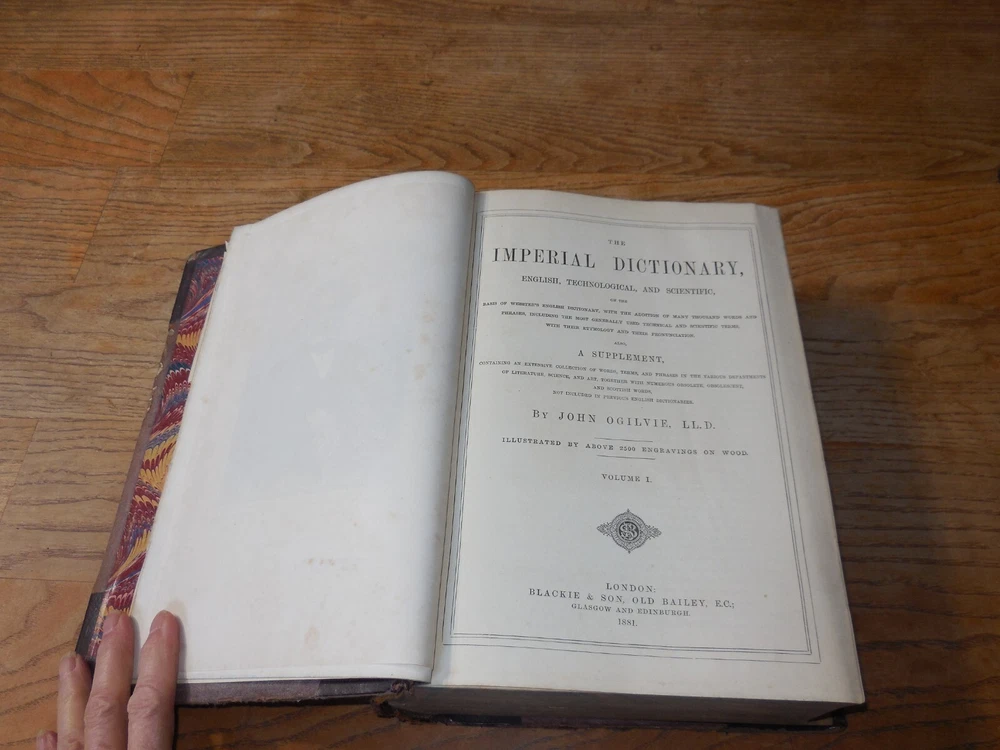 THE
IMPERIAL DICTIONARY,
ENGLISH, TECHNOLOGICAL, AND SCIENTIFIC,
ON THE
BASIS OF WEBSTER'S ENGLISH DICTIONARY, WITH THE ADDITION OF MANY THOUSAND WORDS AND
PHRASES, INCLUDING THE MOST GENERALLY USED TECHNICAL AND SCIENTIFIC TERMS,
WITH THEIR ETYMOLOGY AND THEIR PRONUNCIATION.
ALSO,
A SUPPLEMENT,
CONTAINING AN EXTENSIVE COLLECTION OF WORDS, TERMS, AND PHRASES IN THE VARIOUS DEPARTMENTS
OF LITERATURE, SCIENCE, AND ART, TOGETHER WITH NUMEROUS OBSOLETE, OBSOLESCENT,
AND SCOTTISH WORDS,
NOT INCLUDED IN PREVIOUS ENGLISH DICTIONARIES.
BY JOHN OGILVIE, LL.D.
ILLUSTRATED BY ABOVE 2500 ENGRAVINGS ON WOOD.
VOLUME I.
LONDON:
BLACKIE & SON, OLD BAILEY, E.C.;
GLASGOW AND EDINBURGH.
1881.